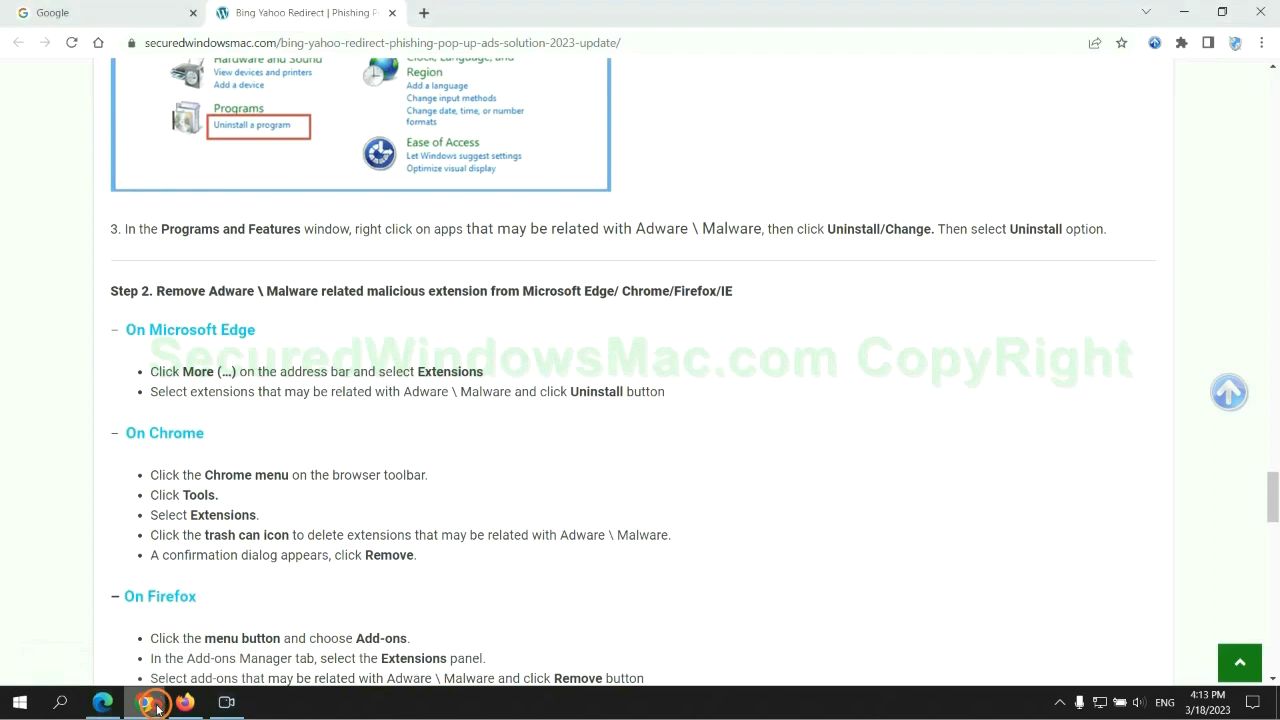 Google
Bing Yahoo Redirect | Phishing P
securedwindowsmac.com/bing-yahoo-redirect-phishing-pop-up-ads-solution-2023-update/
Hardware and Sound
View devices and printers
Add a device
Programs
Uninstall a program
Clock, Language, and
Region
Add a language
Change input methods
Change date, time, or number
formats
Ease of Access
Let Windows suggest settings
Optimize visual display
3. In the Programs and Features window, right click on apps that may be related with Adware \ Malware, then click Uninstall/Change. Then select Uninstall option.
Step 2. Remove Adware \ Malware related malicious extension from Microsoft Edge/ Chrome/Firefox/IE
– On Microsoft Edge
SecuredWindowsMac.com CopyRight
• Click More (…) on the address bar and select Extensions
• Select extensions that may be related with Adware \ Malware and click Uninstall button
– On Chrome
• Click the Chrome menu on the browser toolbar.
• Click Tools.
• Select Extensions.
• Click the trash can icon to delete extensions that may be related with Adware \ Malware.
• A confirmation dialog appears, click Remove.
– On Firefox
• Click the menu button and choose Add-ons.
• In the Add-ons Manager tab, select the Extensions panel.
• Select add-ons that may be related with Adware \ Malware and click Remove button
ENG
4:13 PM
3/18/2023